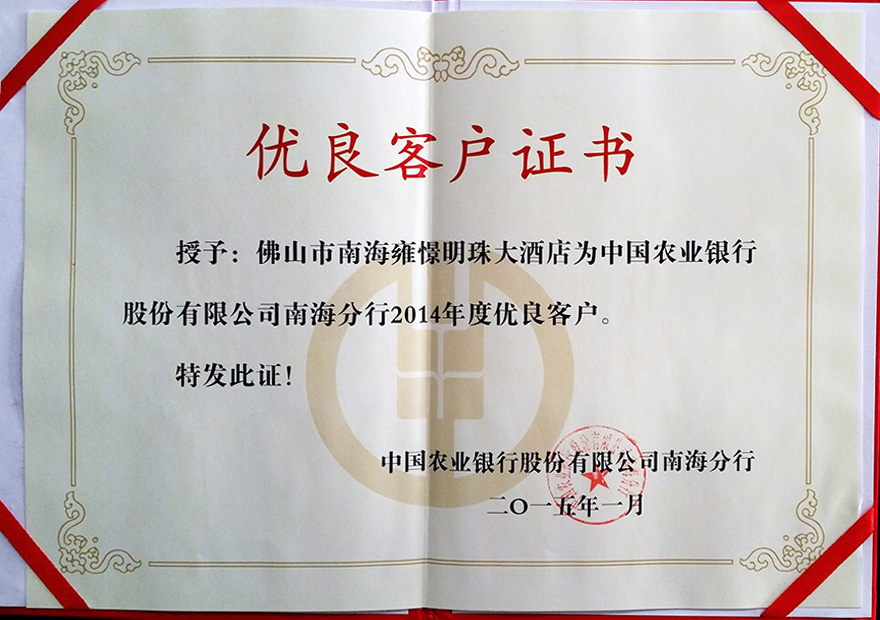 优良客户证书
授予：佛山市南海雍憬明珠大酒店为中国农业银行
股份有限公司南海分行2014年度优良客户。
特发此证！
中国农业银行股份有限公司南海分行
二〇一五年一月